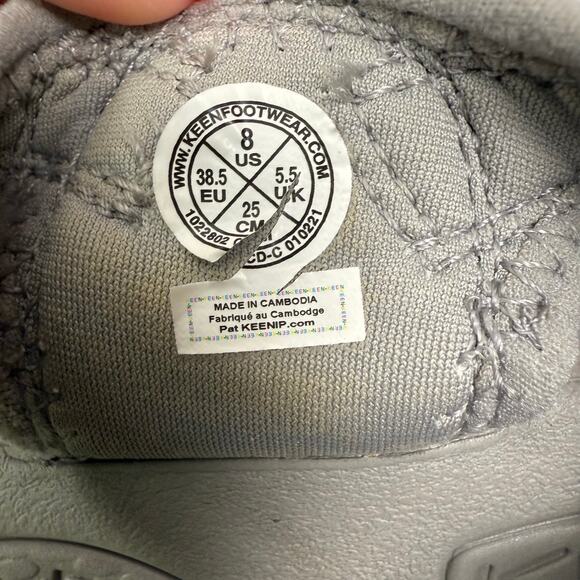 WWW.KEENFOOTWEAR.COM
8
US
38.5
EU
5.5
UK
25
CM
1022802
CD-C 010221
MADE IN CAMBODIA
Fabriqué au Cambodge
Pat KEENIP.com